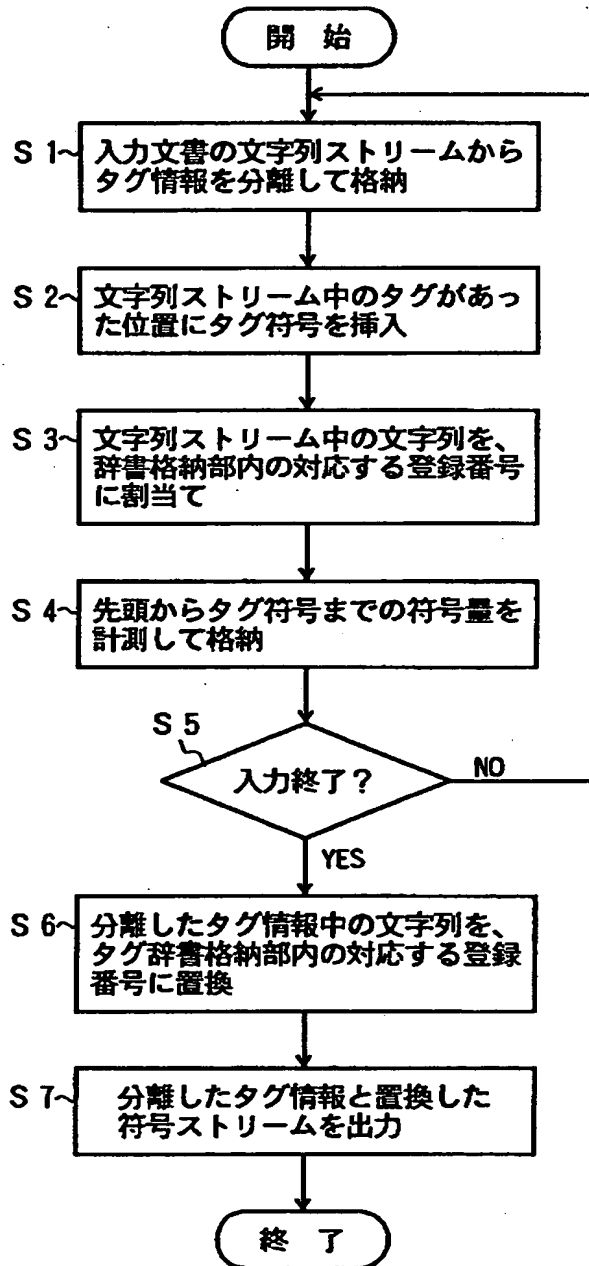 開 始
S 1~ 入力文書の文字列ストリームから
タグ情報を分離して格納
S 2~ 文字列ストリーム中のタグがあっ
た位置にタグ符号を挿入
S 3~ 文字列ストリーム中の文字列を、
辞書格納部内の対応する登録番号
に割当て
S 4~ 先頭からタグ符号までの符号量を
計測して格納
S 5
入力終了?
NO
YES
S 6~ 分離したタグ情報中の文字列を、
タグ辞書格納部内の対応する登録
番号に置換
S 7~ 分離したタグ情報と置換した
符号ストリームを出力
終 了